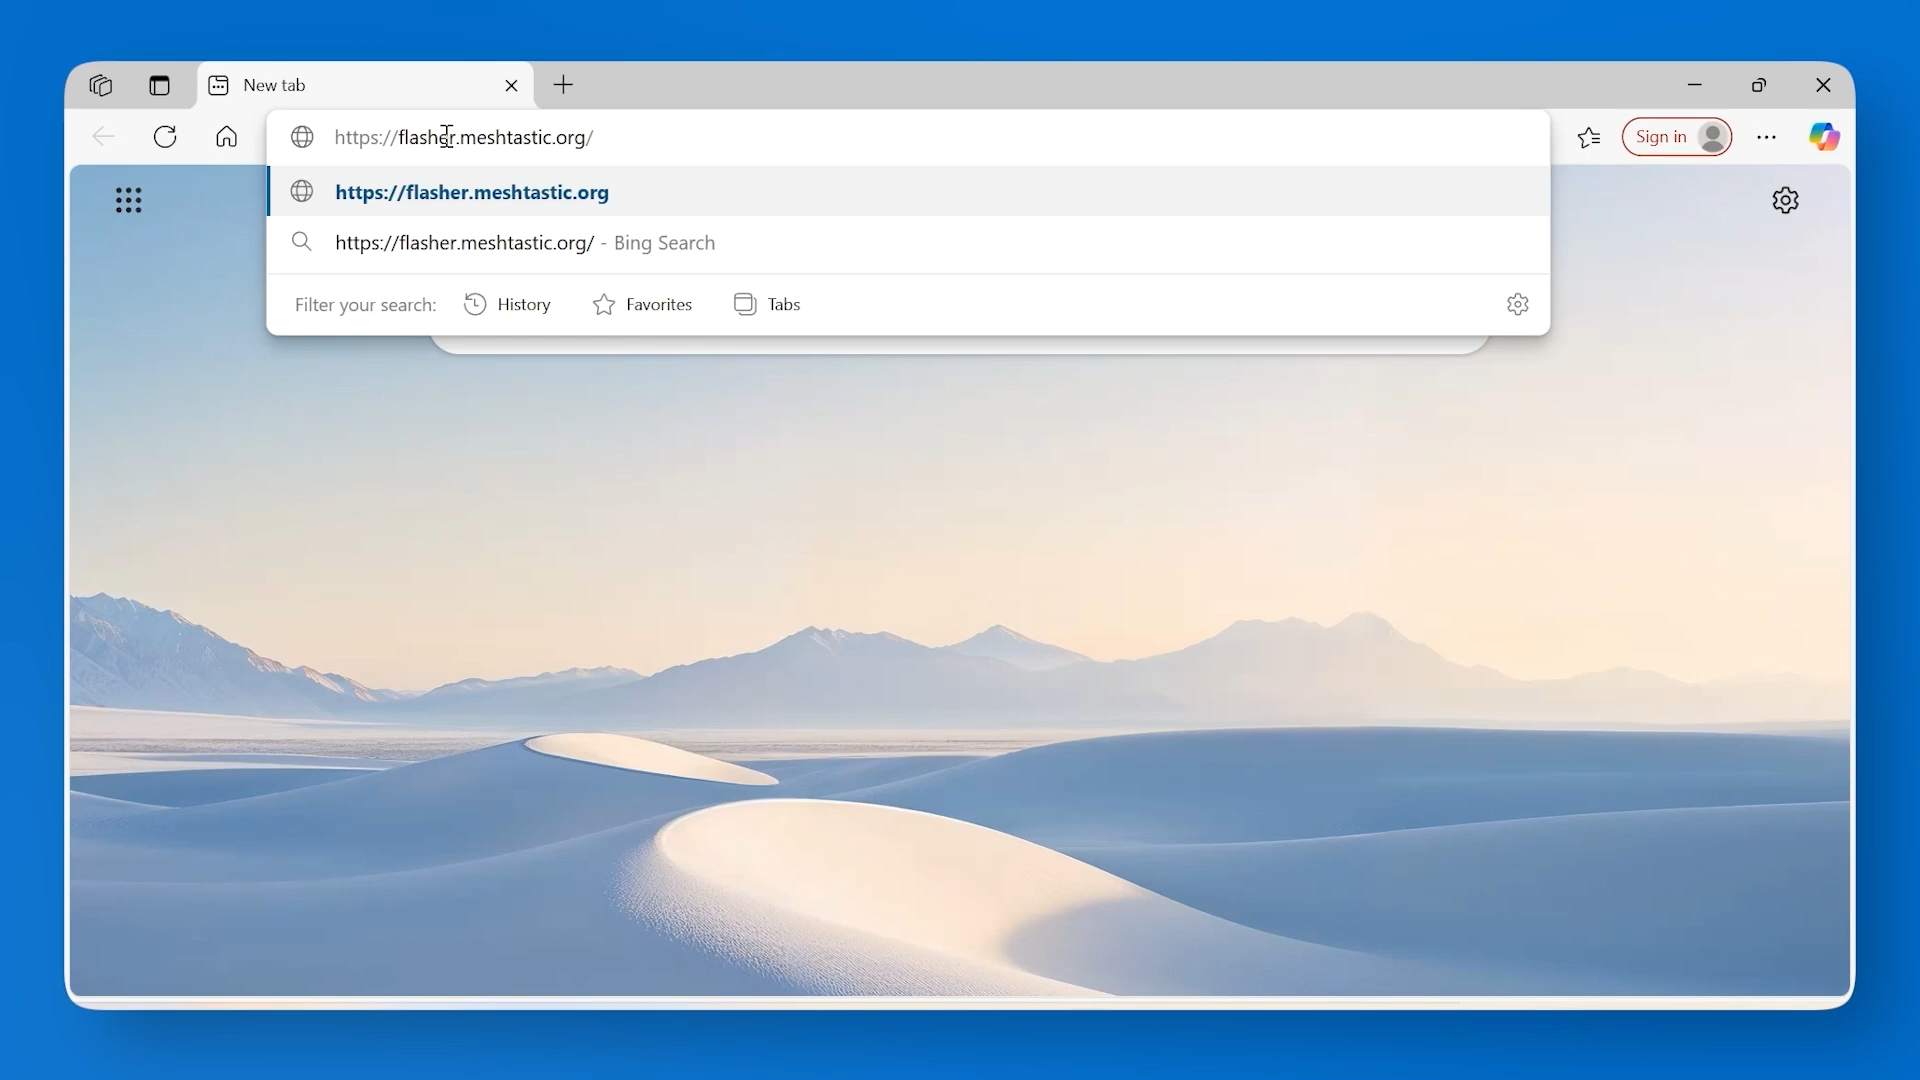 New tab
https://flasher.meshtastic.org/
Sign in
https://flasher.meshtastic.org
https://flasher.meshtastic.org/ - Bing Search
Filter your search: History Favorites Tabs